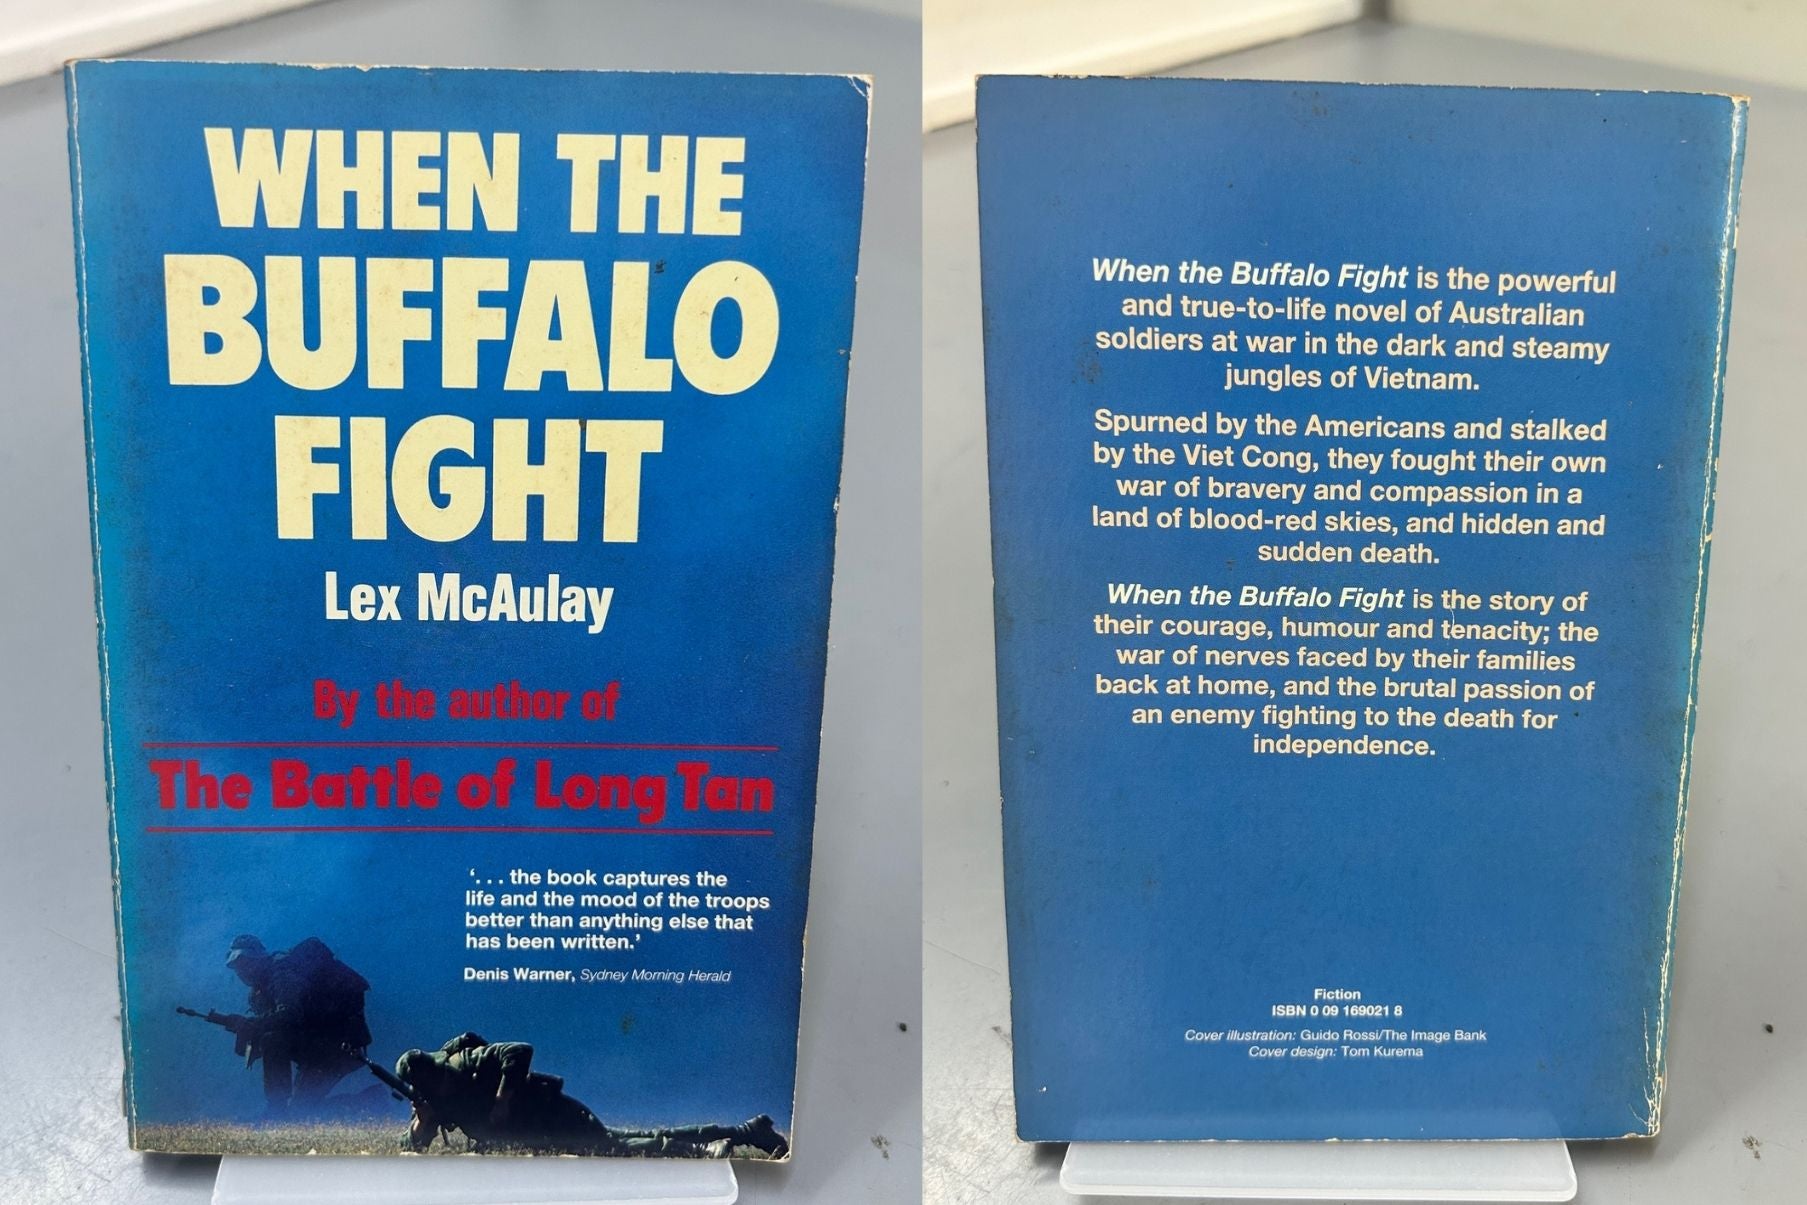 WHEN THE
BUFFALO
FIGHT
Lex McAulay
By the author of
The Battle of Long Tan
'. . . the book captures the
life and the mood of the troops
better than anything else that
has been written.'
Denis Warner, Sydney Morning Herald
When the Buffalo Fight is the powerful
and true-to-life novel of Australian
soldiers at war in the dark and steamy
jungles of Vietnam.
Spurned by the Americans and stalked
by the Viet Cong, they fought their own
war of bravery and compassion in a
land of blood-red skies, and hidden and
sudden death.
When the Buffalo Fight is the story of
their courage, humour and tenacity; the
war of nerves faced by their families
back at home, and the brutal passion of
an enemy fighting to the death for
independence.
Fiction
ISBN 0 09 169021 8
Cover illustration: Guido Rossi/The Image Bank
Cover design: Tom Kurema